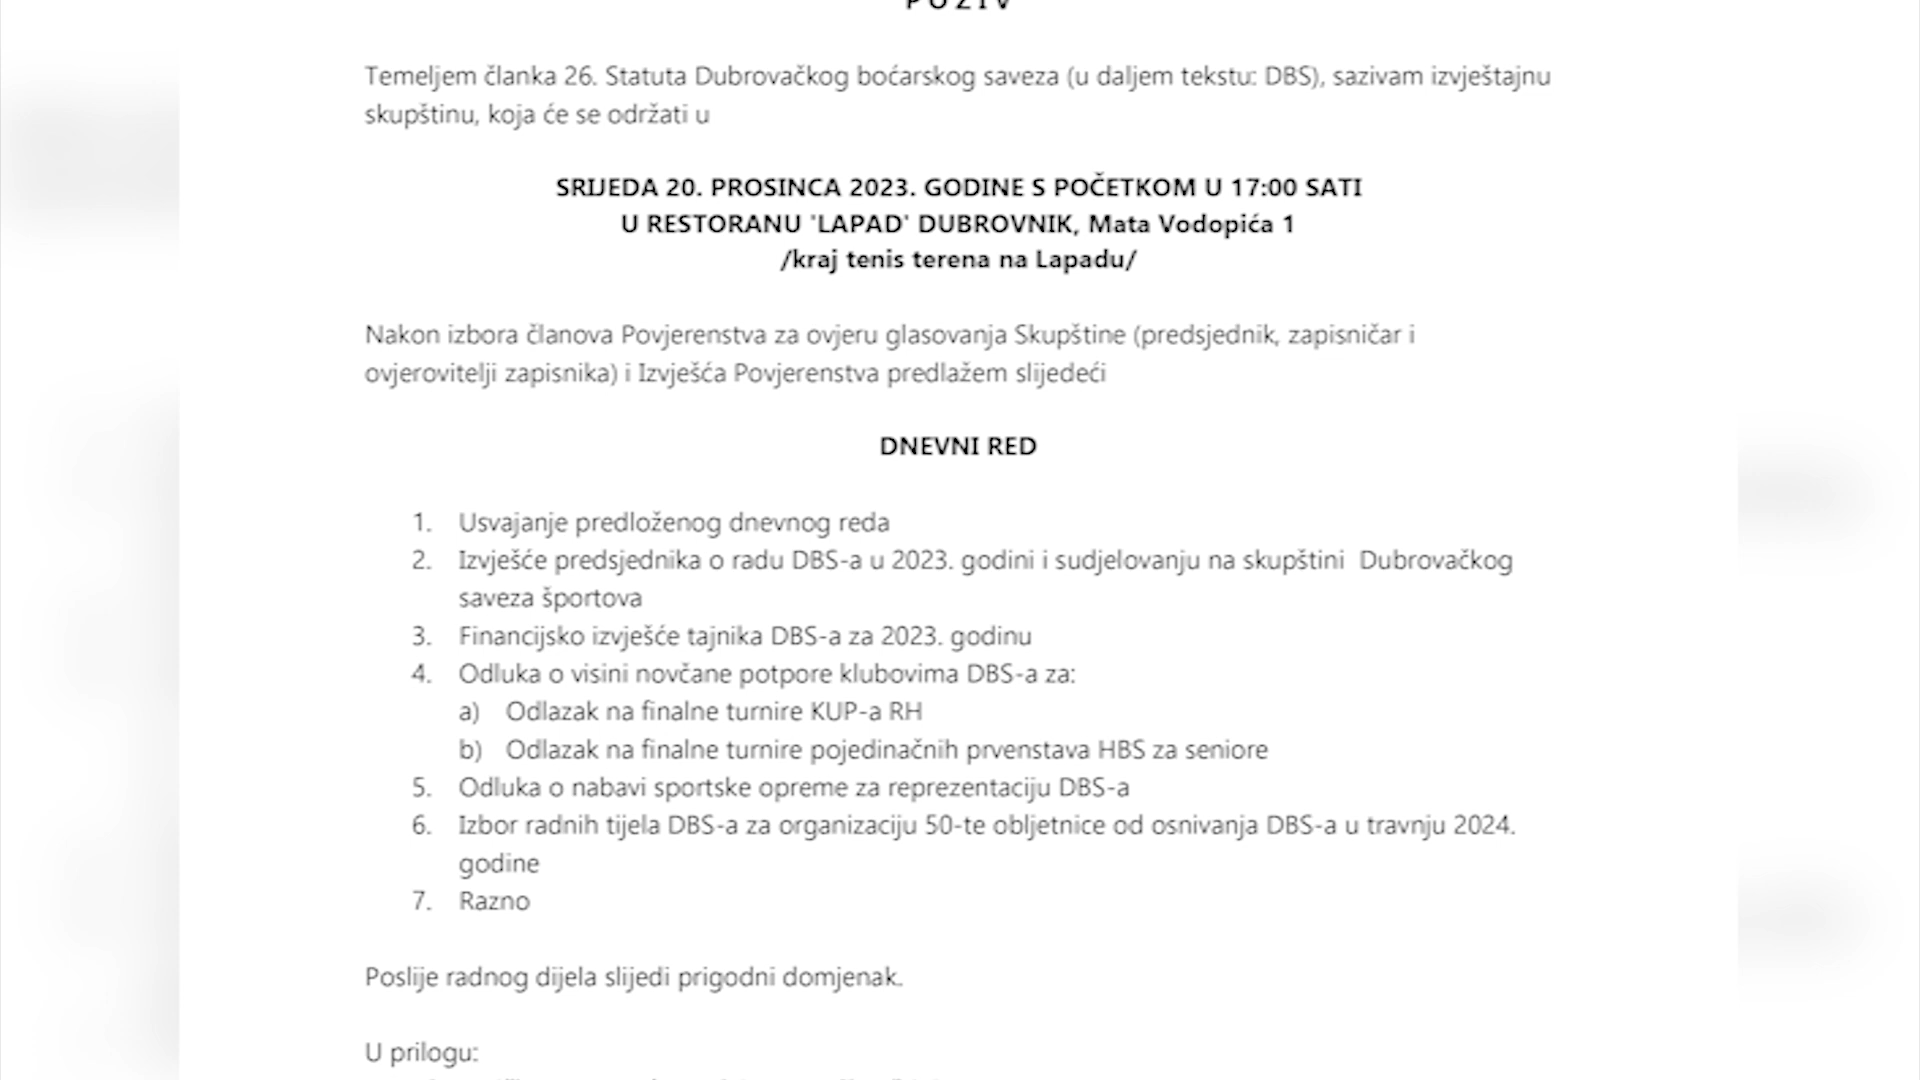 POZIV
Temeljem članka 26. Statuta Dubrovačkog boćarskog saveza (u daljem tekstu: DBS), sazivam izvještajnu
skupštinu, koja će se održati u
SRIJEDA 20. PROSINCA 2023. GODINE S POČETKOM U 17:00 SATI
U RESTORANU 'LAPAD' DUBROVNIK, Mata Vodopića 1
/kraj tenis terena na Lapadu/
Nakon izbora članova Povjerenstva za ovjeru glasovanja Skupštine (predsjednik, zapisničar i
ovjerovitelji zapisnika) i Izvješća Povjerenstva predlažem slijedeći
DNEVNI RED
1. Usvajanje predloženog dnevnog reda
2. Izvješće predsjednika o radu DBS-a u 2023. godini i sudjelovanju na skupštini Dubrovačkog
saveza športova
3. Financijsko izvješće tajnika DBS-a za 2023. godinu
4. Odluka o visini novčane potpore klubovima DBS-a za:
a) Odlazak na finalne turnire KUP-a RH
b) Odlazak na finalne turnire pojedinačnih prvenstava HBS za seniore
5. Odluka o nabavi sportske opreme za reprezentaciju DBS-a
6. Izbor radnih tijela DBS-a za organizaciju 50-te obljetnice od osnivanja DBS-a u travnju 2024.
godine
7. Razno
Poslije radnog dijela slijedi prigodni domjenak.
U prilogu: